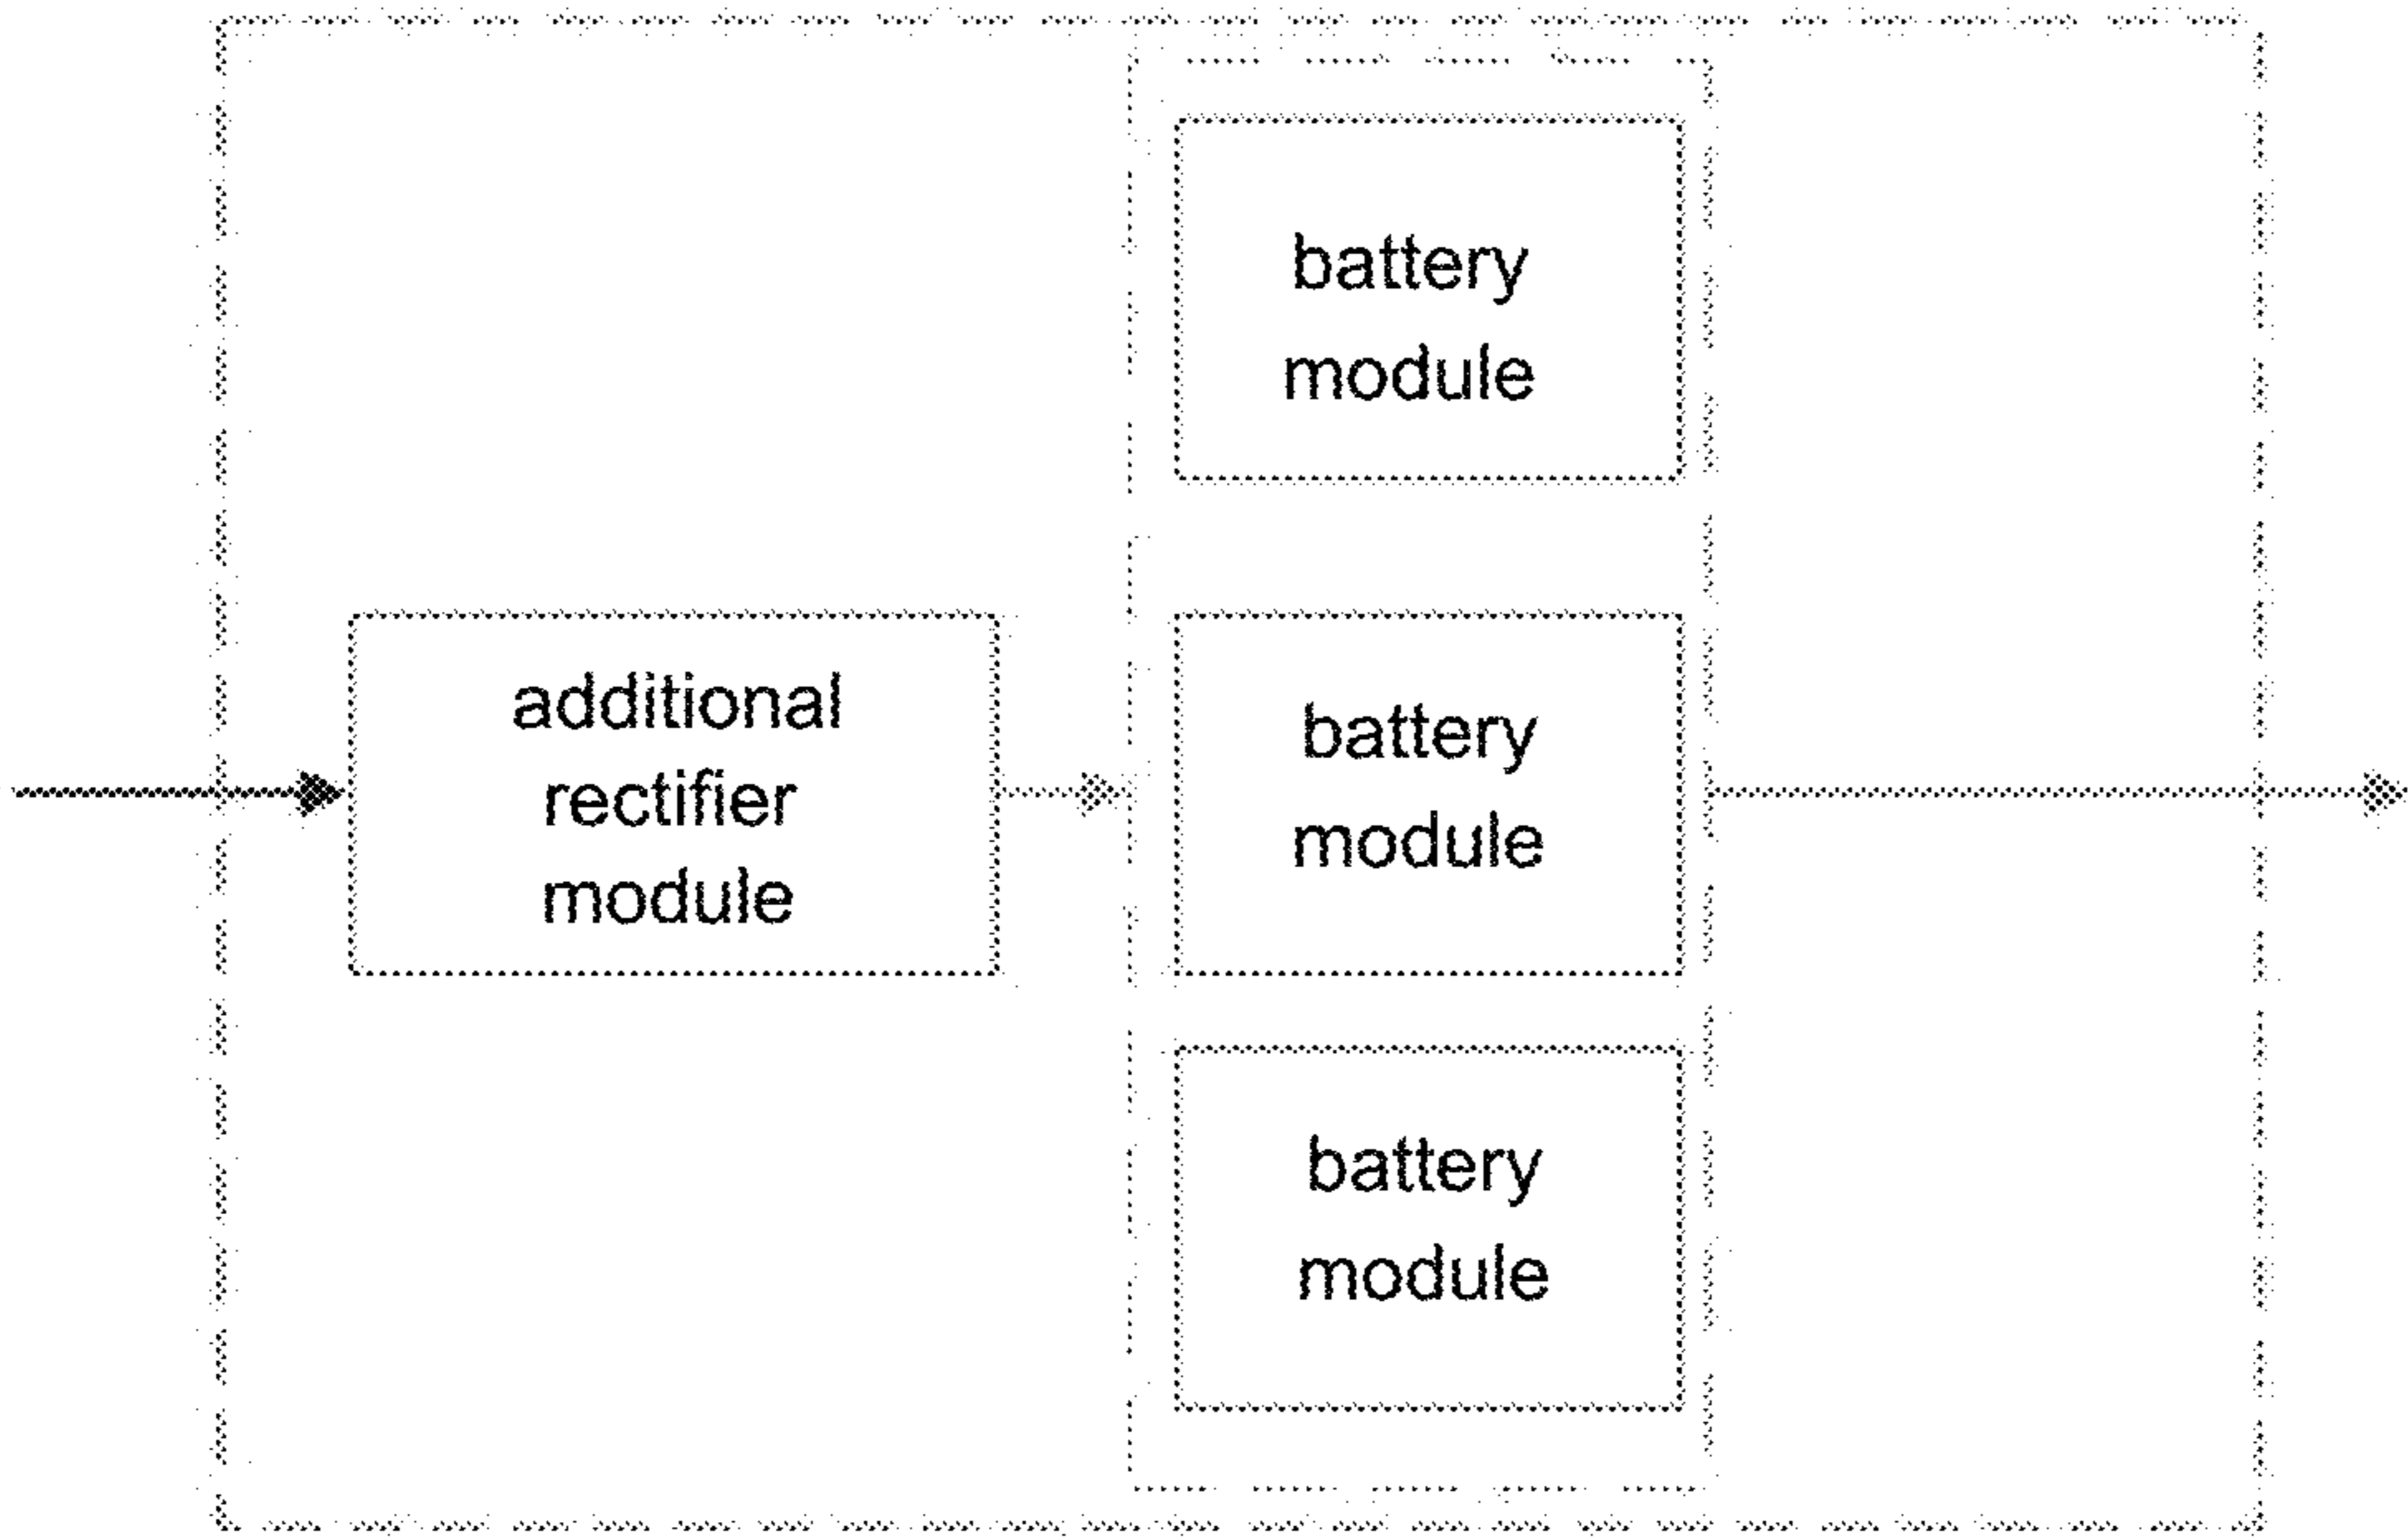 battery
module
additional
rectifier
module
battery
module
battery
module